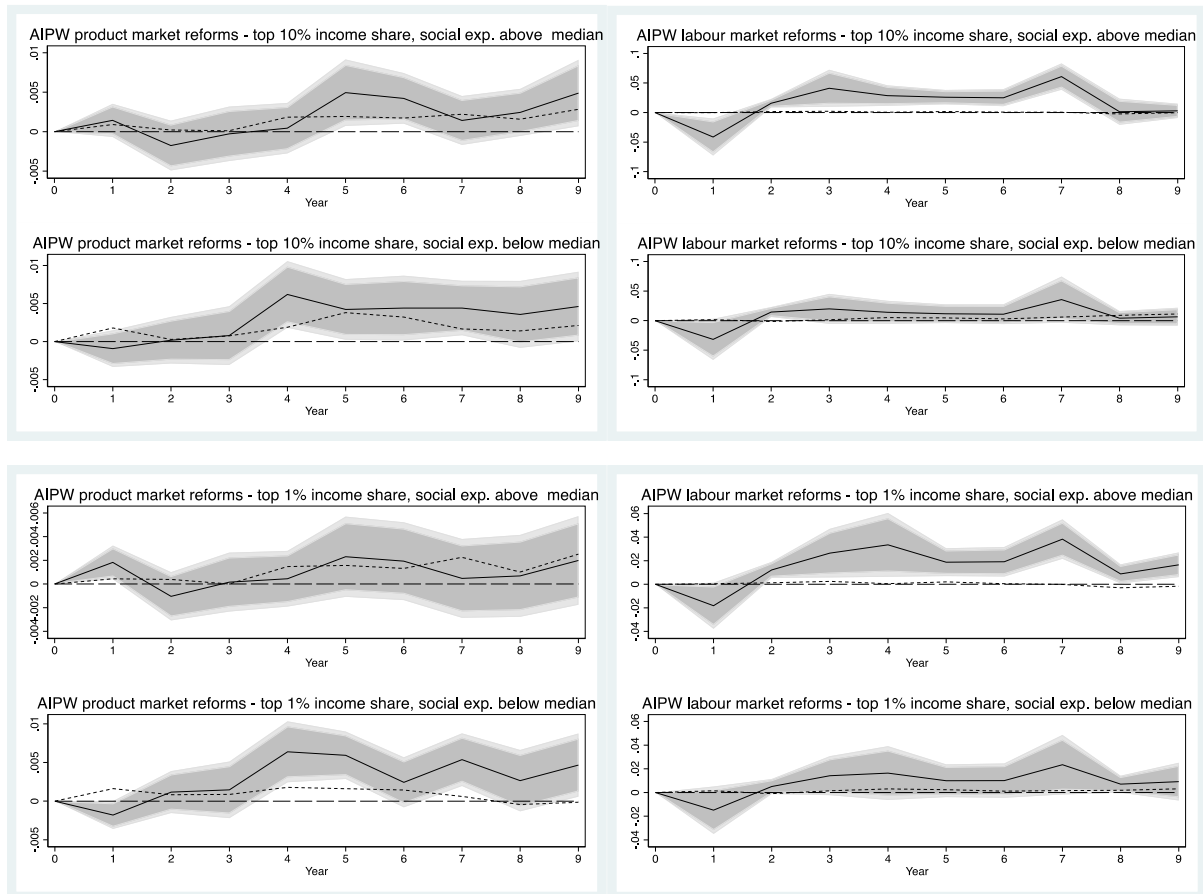 AIPW product market reforms - top 10% income share, social exp. above median
.01
.005
0
-.005
0 1 2 3 4 5 6 7 8 9
Year
AIPW product market reforms - top 10% income share, social exp. below median
.01
.005
0
-.005
0 1 2 3 4 5 6 7 8 9
Year
AIPW labour market reforms - top 10% income share, social exp. above median
.1
.05
0
-.05
-.1
0 1 2 3 4 5 6 7 8 9
Year
AIPW labour market reforms - top 10% income share, social exp. below median
.1
.05
0
-.05
-.1
0 1 2 3 4 5 6 7 8 9
Year
AIPW product market reforms - top 1% income share, social exp. above median
.006
.004
.002
0
-.002
-.004
0 1 2 3 4 5 6 7 8 9
Year
AIPW product market reforms - top 1% income share, social exp. below median
.01
.005
0
-.005
0 1 2 3 4 5 6 7 8 9
Year
AIPW labour market reforms - top 1% income share, social exp. above median
.06
.04
.02
0
-.02
-.04
0 1 2 3 4 5 6 7 8 9
Year
AIPW labour market reforms - top 1% income share, social exp. below median
.06
.04
.02
0
-.02
-.04
0 1 2 3 4 5 6 7 8 9
Year